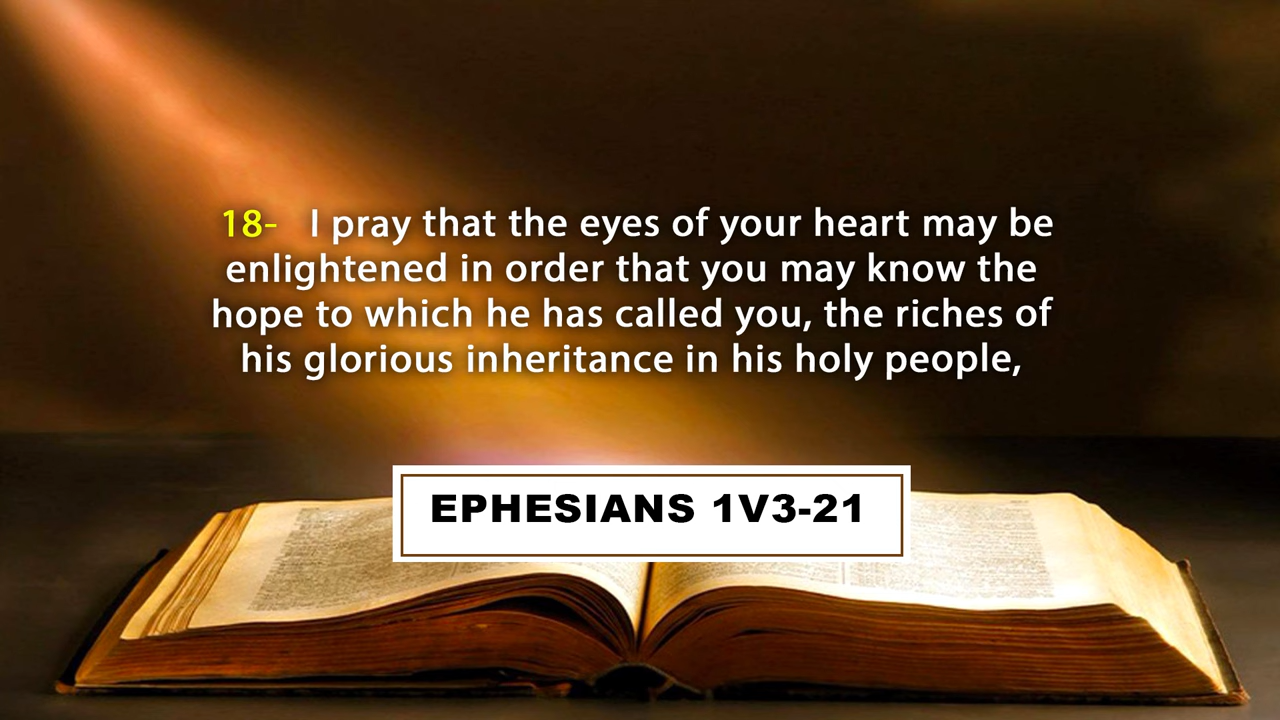 18- I pray that the eyes of your heart may be
enlightened in order that you may know the
hope to which he has called you, the riches of
his glorious inheritance in his holy people,
EPHESIANS 1V3-21